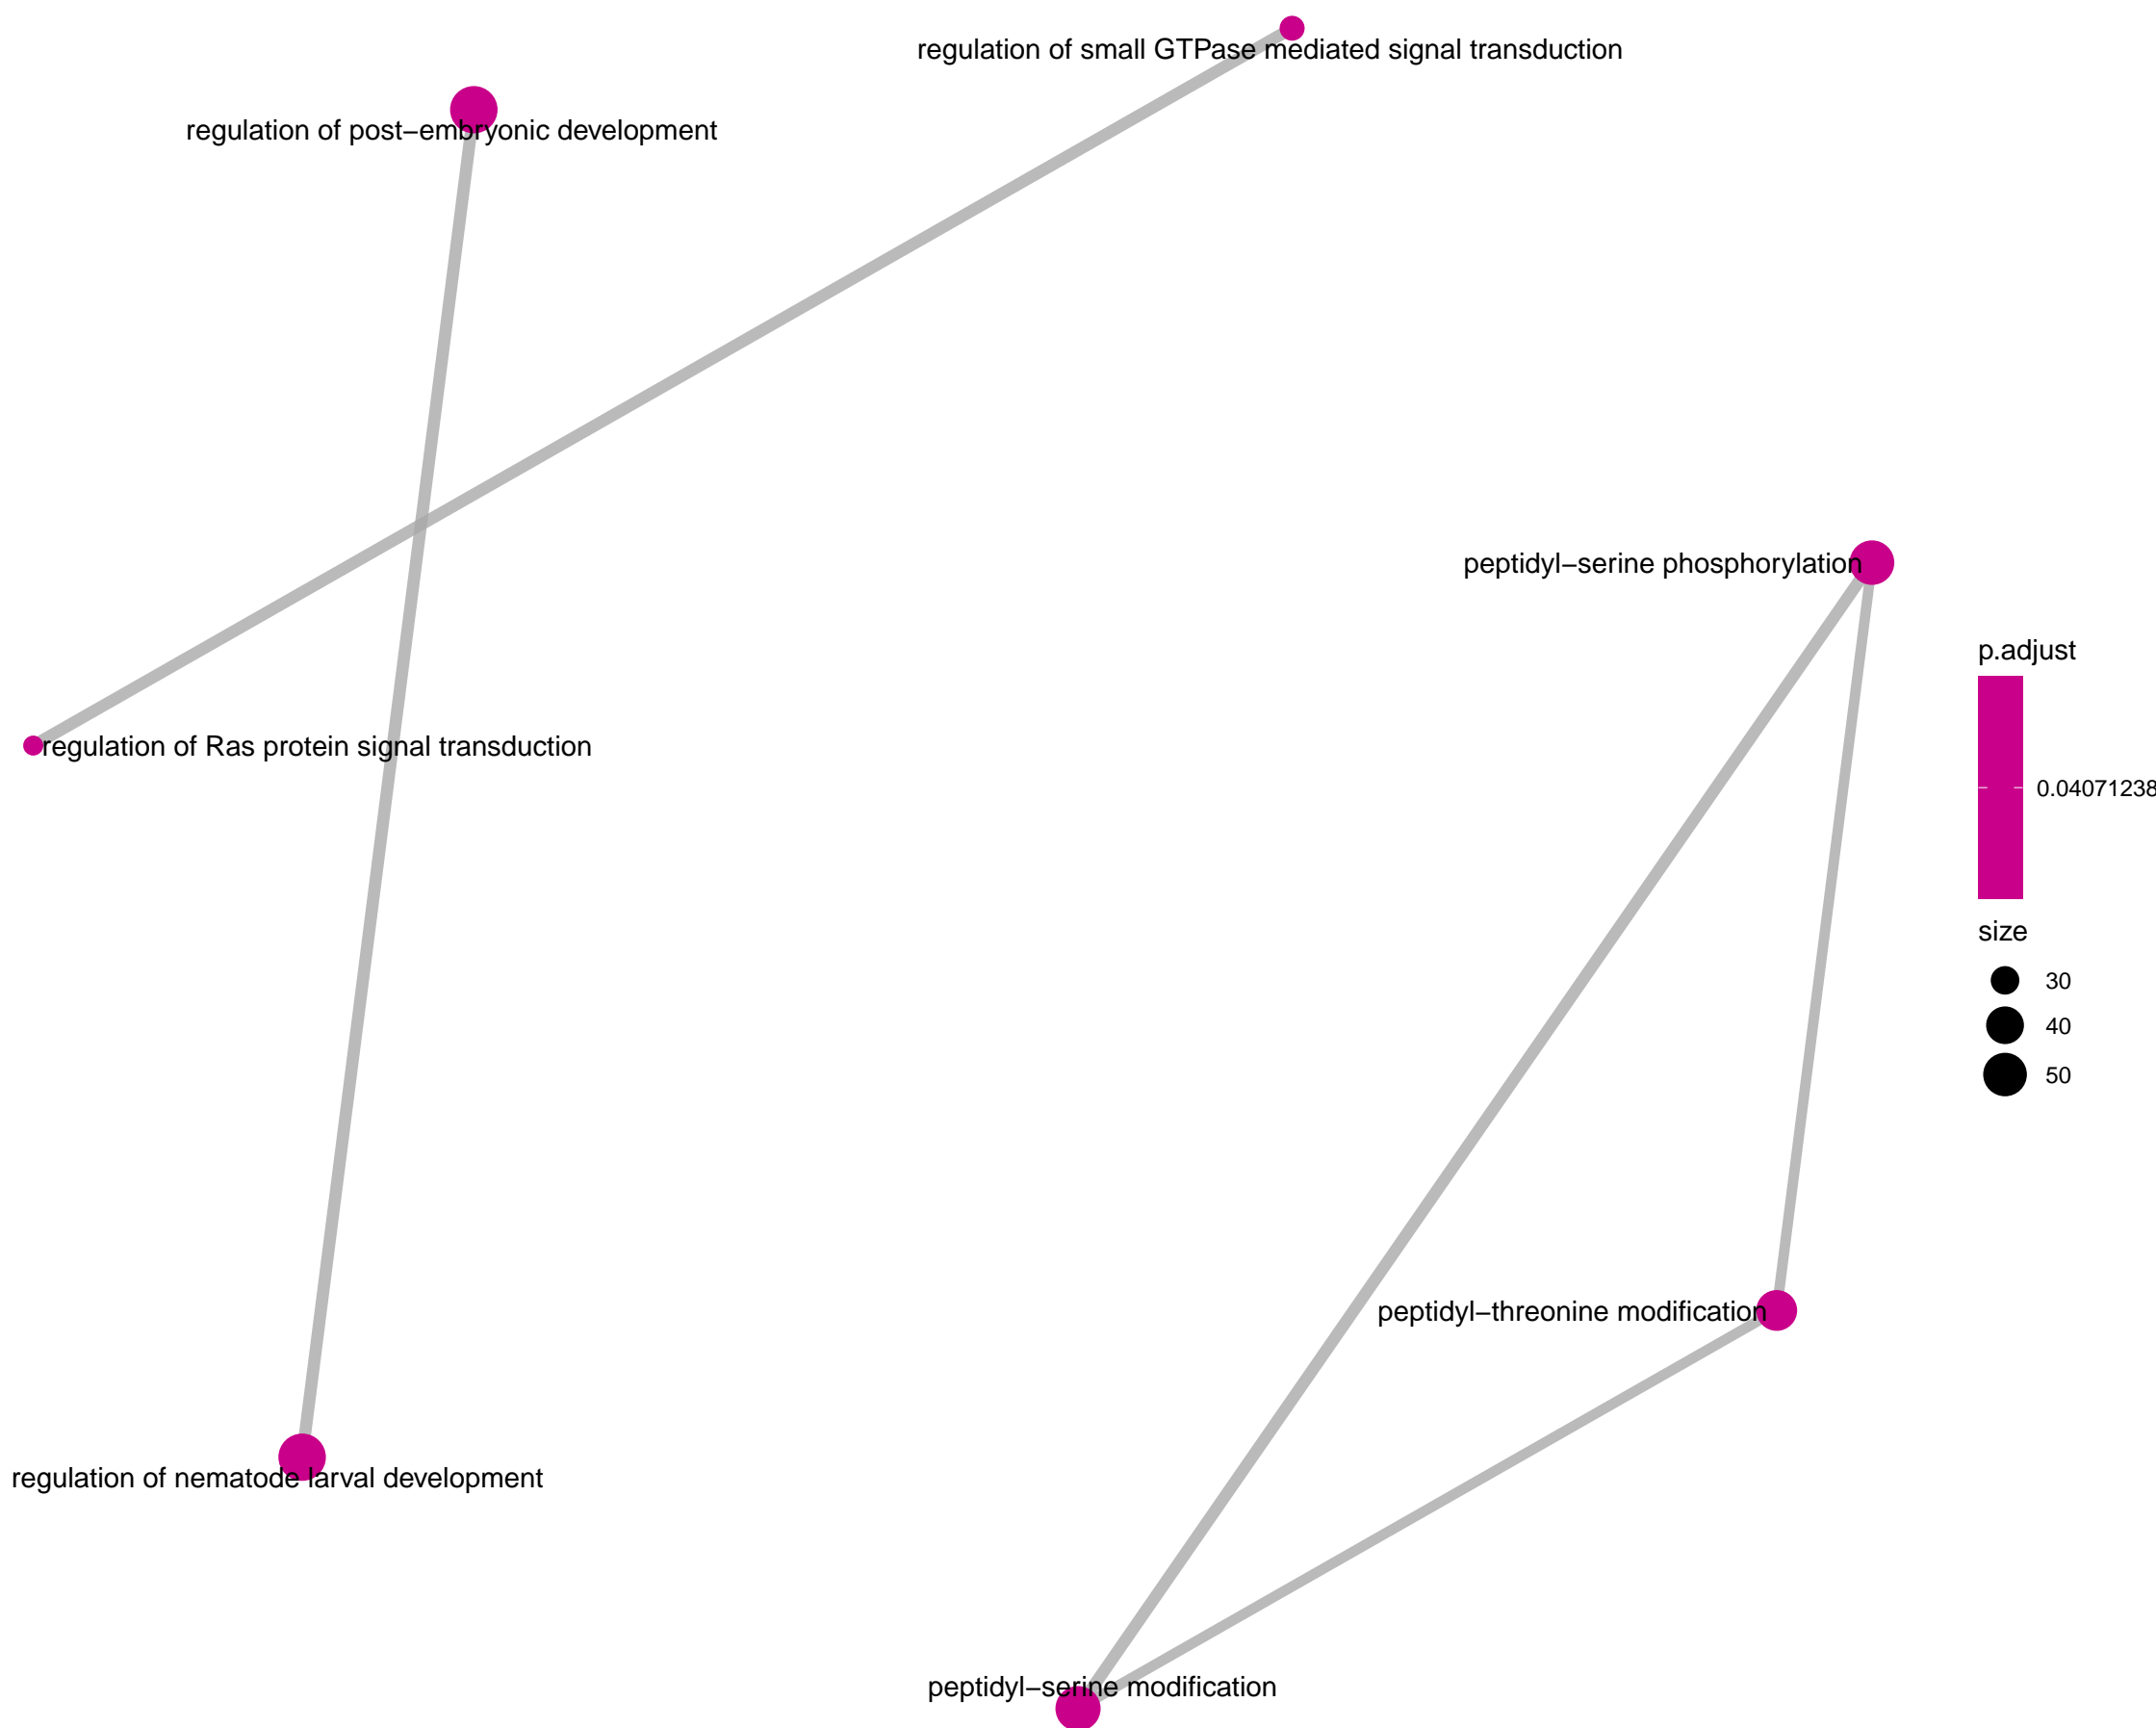 regulation of small GTPase mediated signal transduction
regulation of post−embryonic development
peptidyl−serine phosphorylation
p.adjust
regulation of Ras protein signal transduction
0.04071238
size
30
40
50
peptidyl−threonine modification
regulation of nematode larval development
peptidyl−serine modification